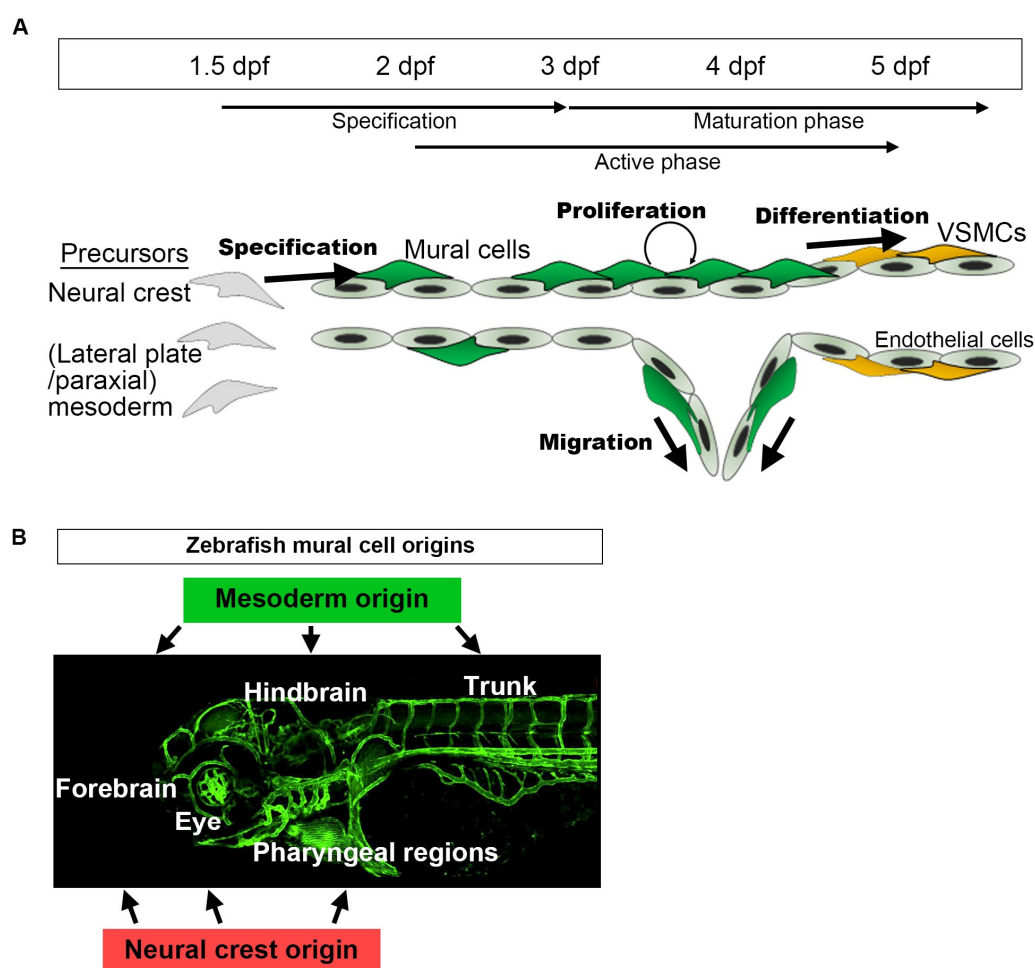 A
1.5 dpf 2 dpf 3 dpf 4 dpf 5 dpf
Specification
Maturation phase
Active phase
Proliferation
Differentiation
Precursors
Specification
Mural cells
VSMCs
Neural crest
(Lateral plate
/paraxial)
mesoderm
Endothelial cells
Migration
B
Zebrafish mural cell origins
Mesoderm origin
Hindbrain
Trunk
Forebrain
Eye
Pharyngeal regions
Neural crest origin